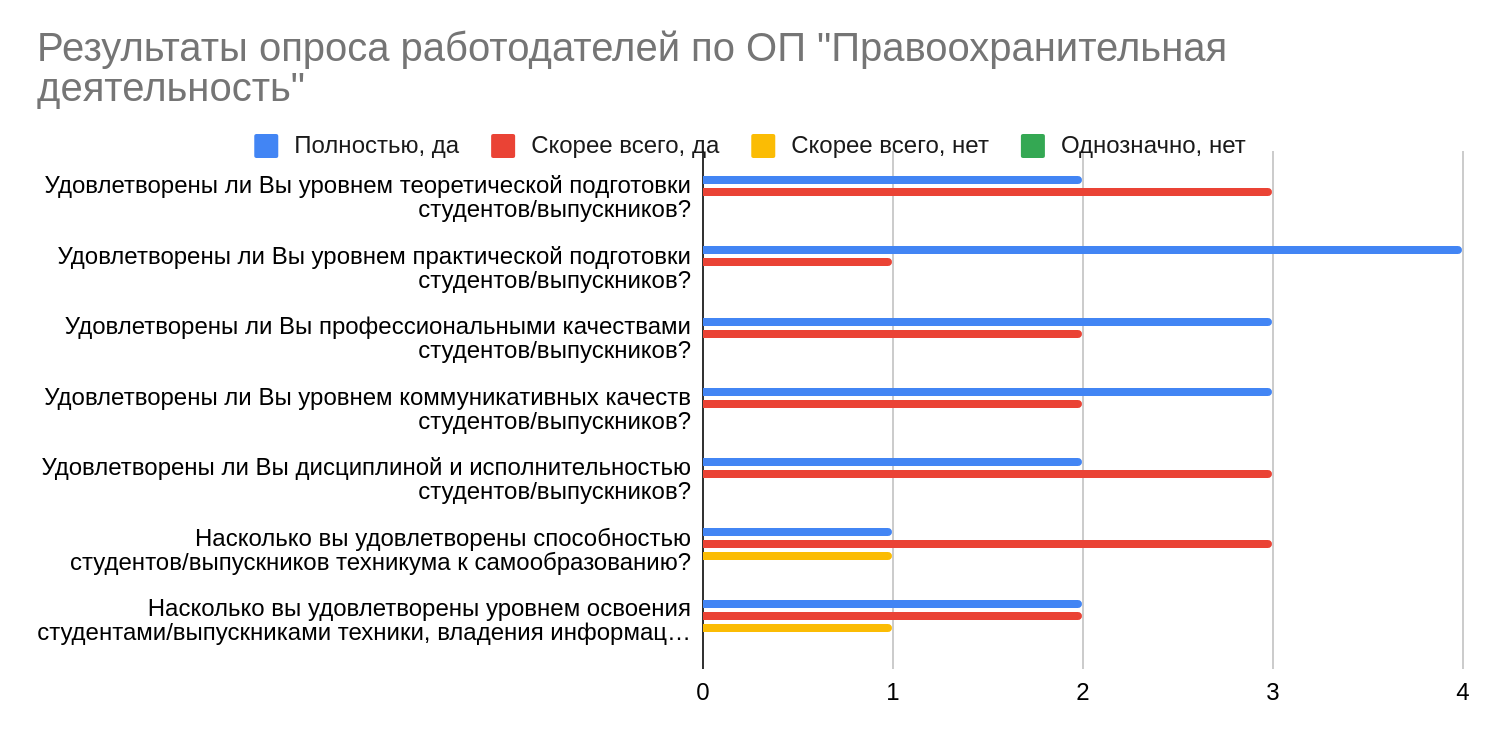 Результаты опроса работодателей по ОП "Правоохранительная
деятельность"
Полностью, да Скорее всего, да Скорее всего, нет Однозначно, нет
Удовлетворены ли Вы уровнем теоретической подготовки
студентов/выпускников?
Удовлетворены ли Вы уровнем практической подготовки
студентов/выпускников?
Удовлетворены ли Вы профессиональными качествами
студентов/выпускников?
Удовлетворены ли Вы уровнем коммуникативных качеств
студентов/выпускников?
Удовлетворены ли Вы дисциплиной и исполнительностью
студентов/выпускников?
Насколько вы удовлетворены способностью
студентов/выпускников техникума к самообразованию?
Насколько вы удовлетворены уровнем освоения
студентами/выпускниками техники, владения информац…
0 1 2 3 4